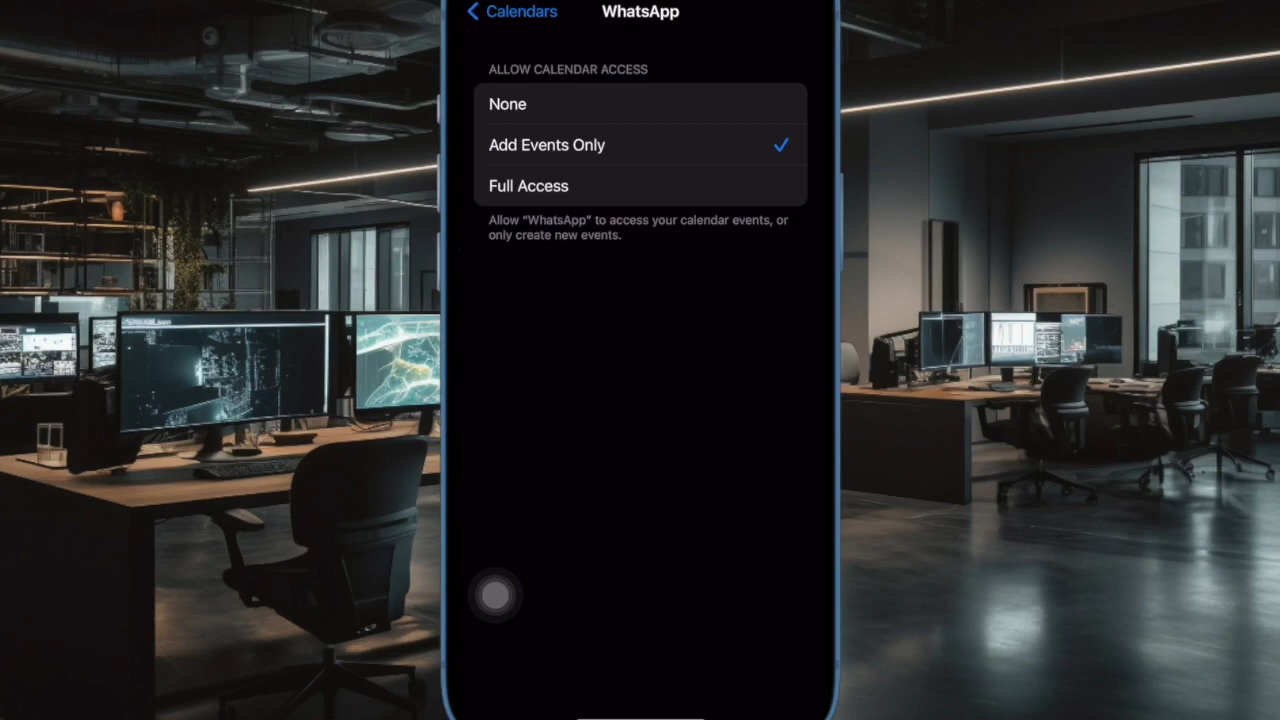 Calendars
WhatsApp
ALLOW CALENDAR ACCESS
None
Add Events Only
Full Access
Allow “WhatsApp” to access your calendar events, or
only create new events.